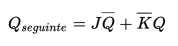 Q_{seguinte} = J\overline{Q} + \overline{K}Q